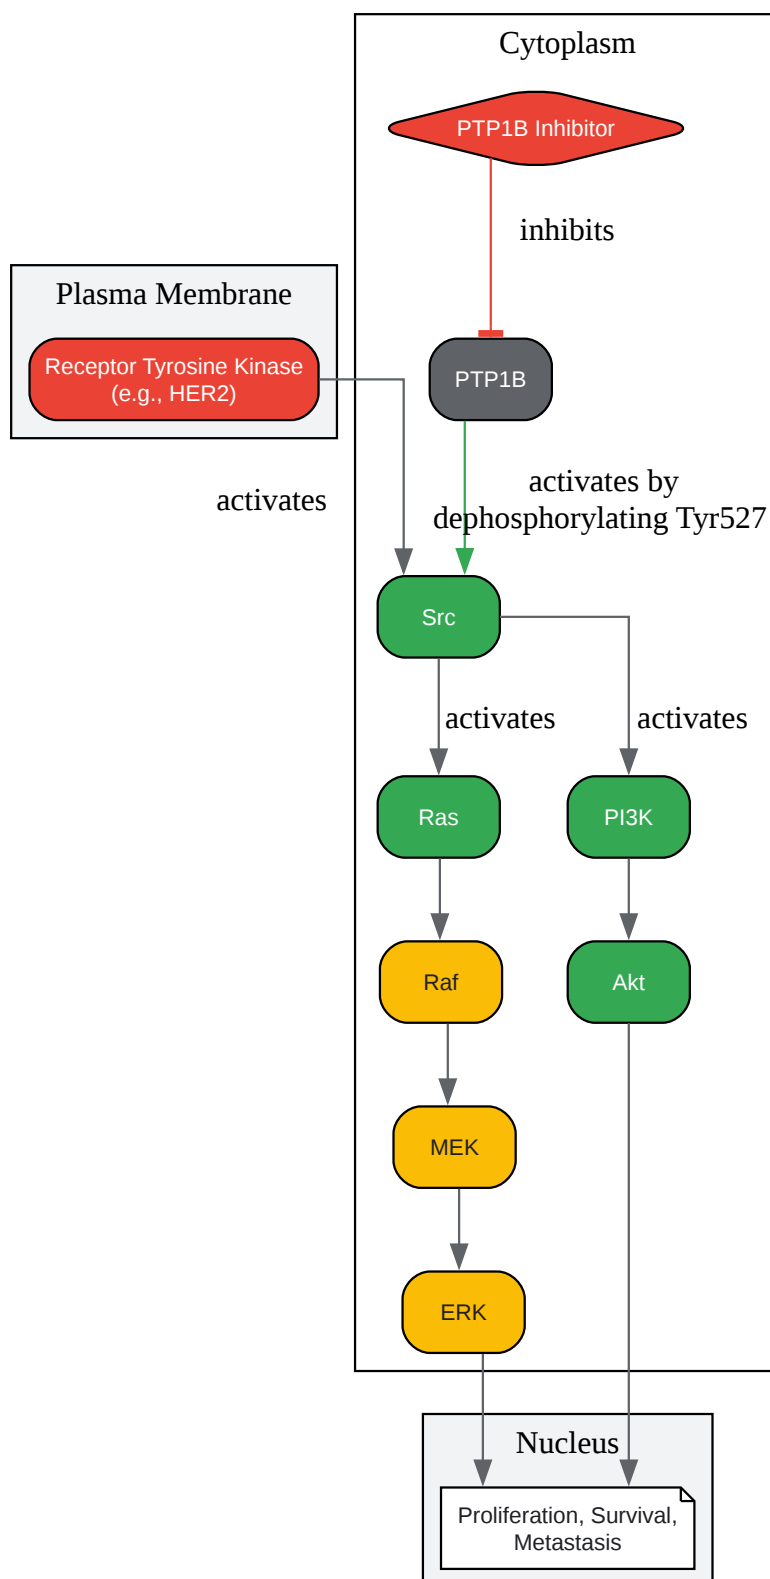 Cytoplasm
PTP1B Inhibitor
inhibits
Plasma Membrane
Receptor Tyrosine Kinase
(e.g., HER2)
PTP1B
activates
activates by
dephosphorylating Tyr527
Src
activates
activates
Ras
PI3K
Raf
Akt
MEK
ERK
Nucleus
Proliferation, Survival,
Metastasis